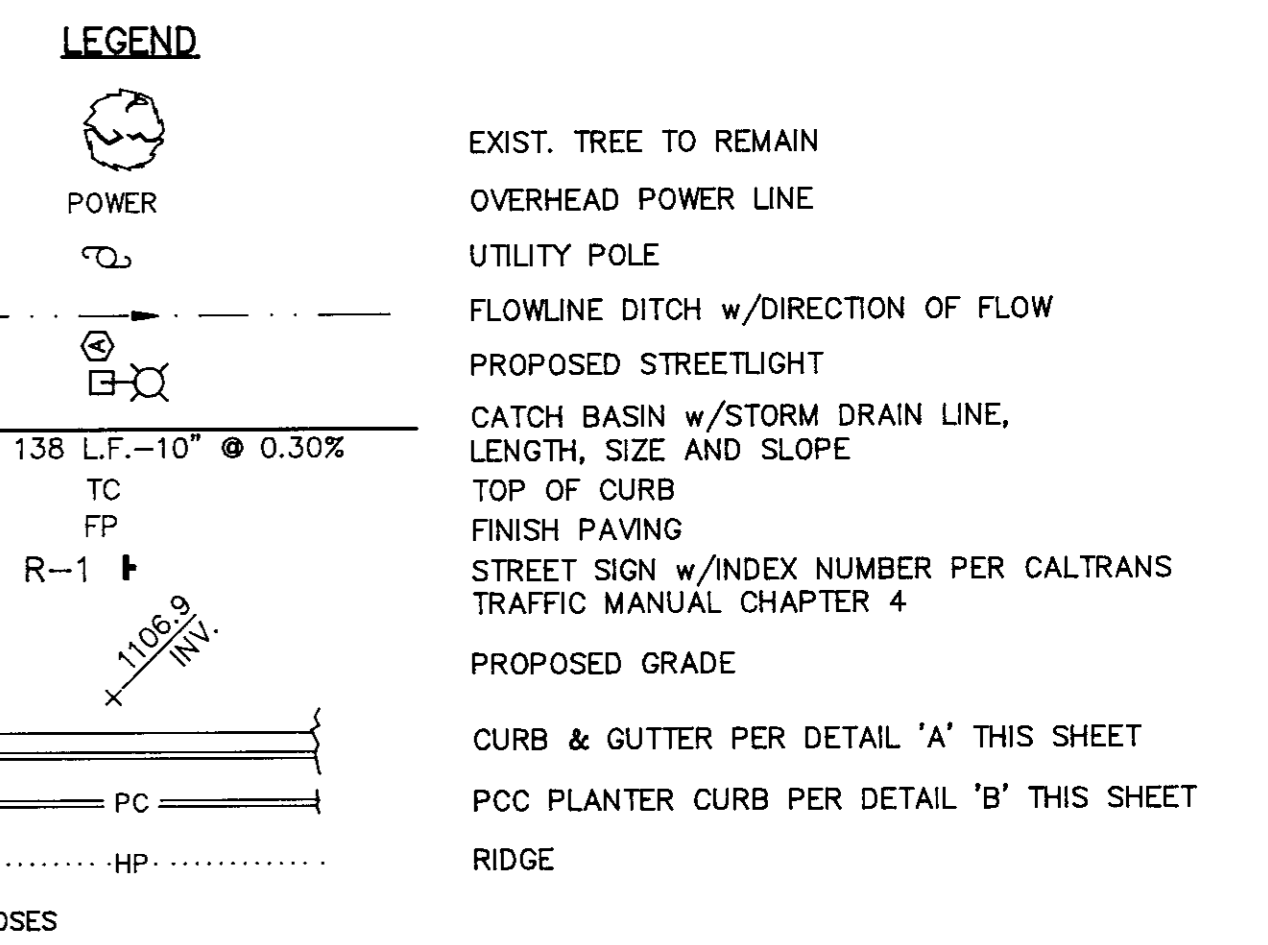 LEGEND
EXIST. TREE TO REMAIN
POWER OVERHEAD POWER LINE
UTILITY POLE
FLOWLINE DITCH w/DIRECTION OF FLOW
A
PROPOSED STREETLIGHT
CATCH BASIN w/STORM DRAIN LINE,
138 L.F.-10" @ 0.30% LENGTH, SIZE AND SLOPE
TC TOP OF CURB
FP FINISH PAVING
R-1 STREET SIGN w/INDEX NUMBER PER CALTRANS
TRAFFIC MANUAL CHAPTER 4
1106.9
INV.
PROPOSED GRADE
CURB & GUTTER PER DETAIL 'A' THIS SHEET
PC PCC PLANTER CURB PER DETAIL 'B' THIS SHEET
HP RIDGE
OSES